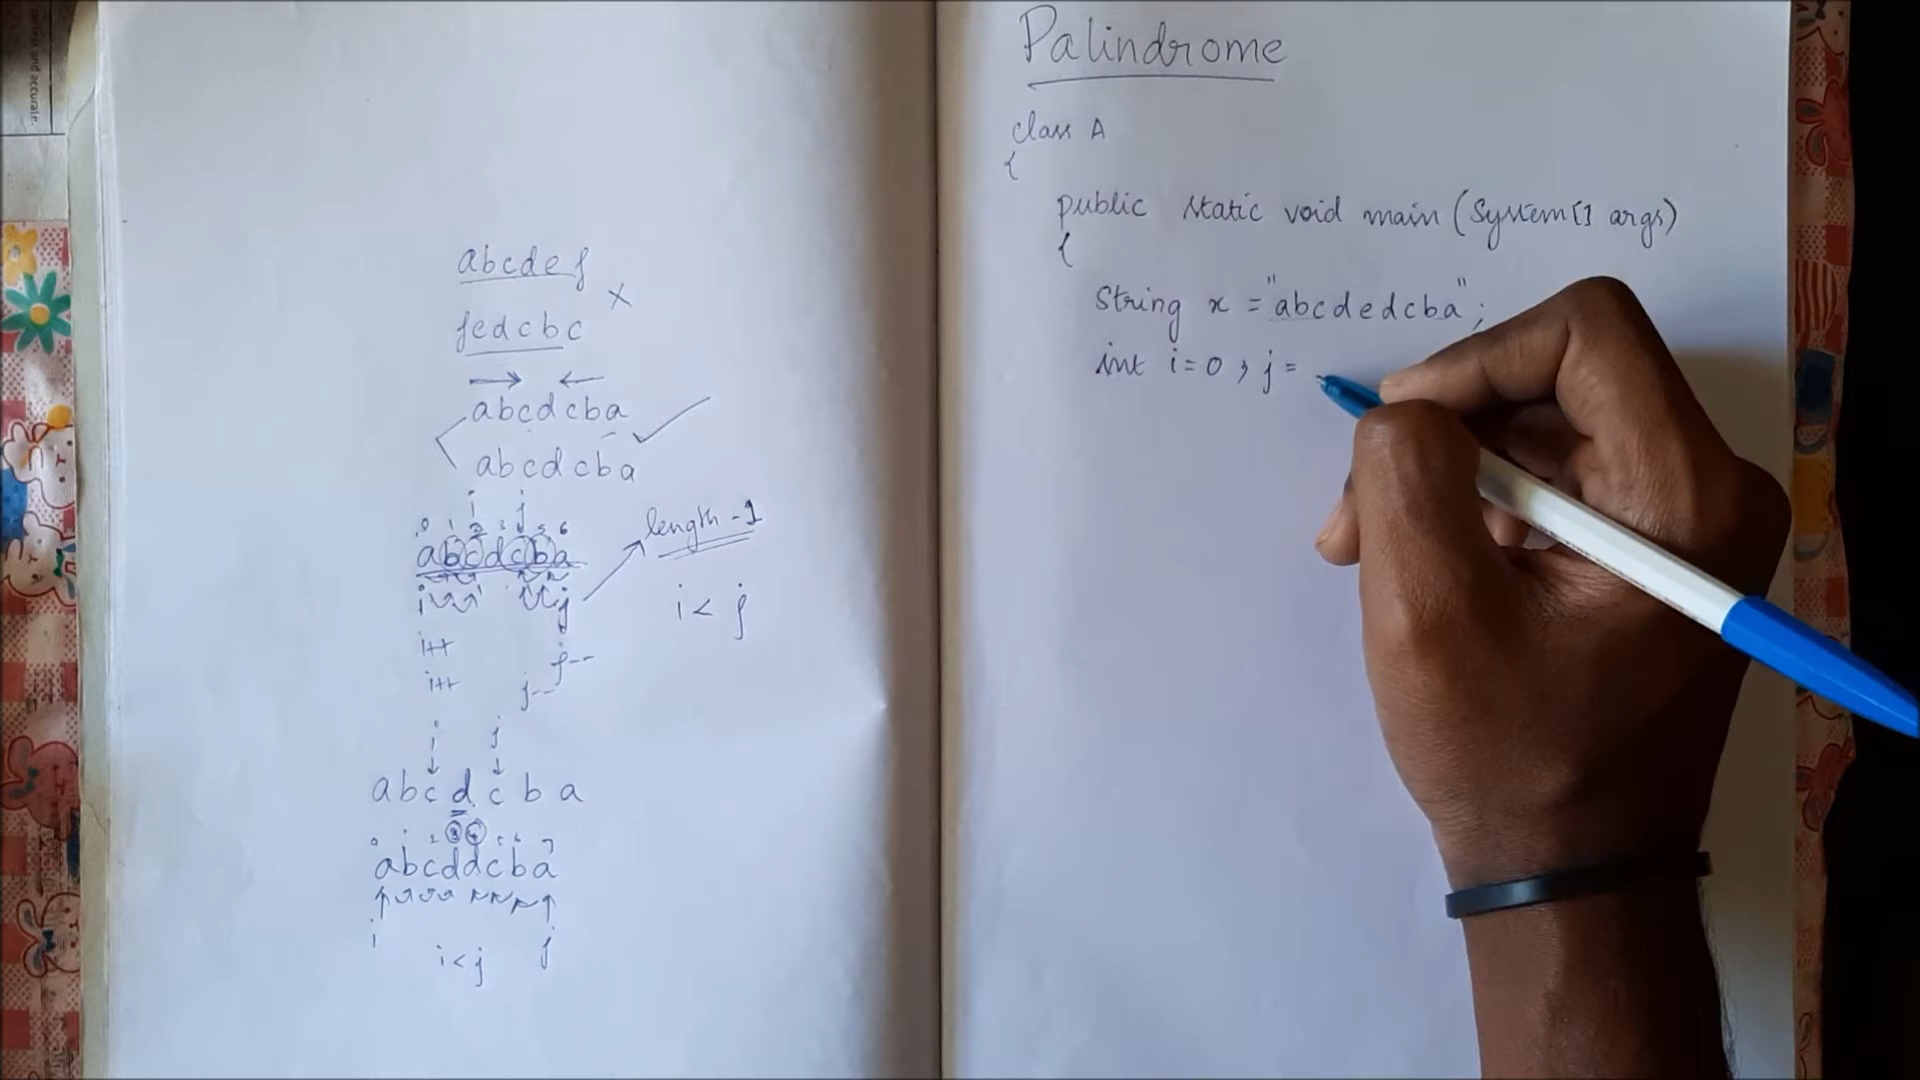 abcdef
x
fedcbc
abcdcba
abcdcba
i j
0 1 2 3 5 6
abcdcba
length -1
i j
i < j
i++
j--
i++
j--
i j
abcdcba
abcddcba
i j
i < j
Palindrome
class A
{
public static void main (System[] args)
{
String x = "abcdedcba";
int i=0, j=